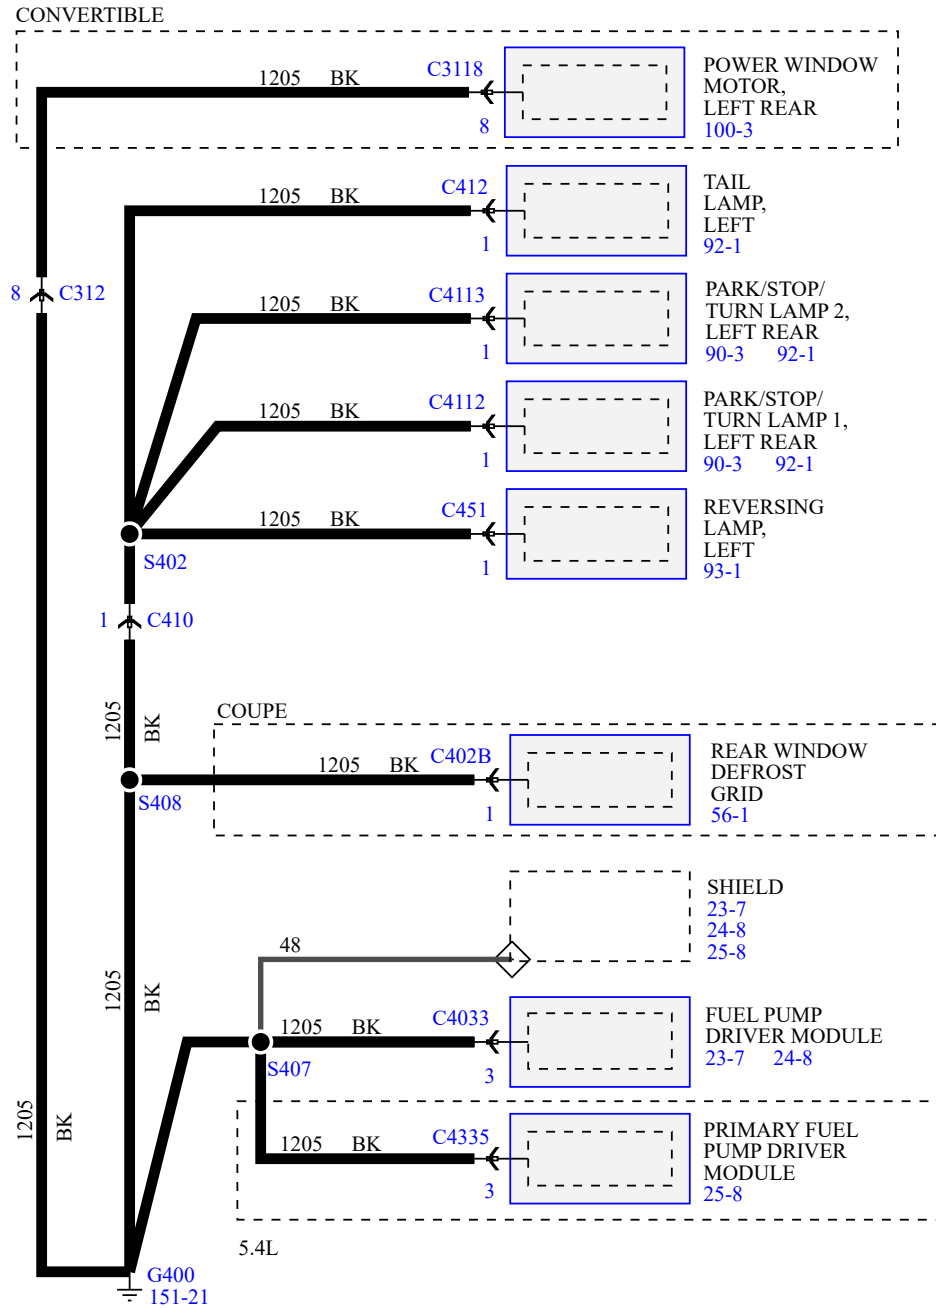 CONVERTIBLE
1205 BK
C3118
8
POWER WINDOW
MOTOR,
LEFT REAR
100-3
1205 BK
C412
1
TAIL
LAMP,
LEFT
92-1
8 C312
1205 BK
C4113
1
PARK/STOP/
TURN LAMP 2,
LEFT REAR
90-3 92-1
1205 BK
C4112
1
PARK/STOP/
TURN LAMP 1,
LEFT REAR
90-3 92-1
1205 BK
C451
1
REVERSING
LAMP,
LEFT
93-1
S402
1 C410
1205 BK
COUPE
1205 BK
C402B
1
REAR WINDOW
DEFROST
GRID
56-1
S408
SHIELD
23-7
24-8
25-8
48
1205 BK
1205 BK
C4033
3
FUEL PUMP
DRIVER MODULE
23-7 24-8
S407
1205 BK
1205 BK
C4335
3
PRIMARY FUEL
PUMP DRIVER
MODULE
25-8
5.4L
G400
151-21